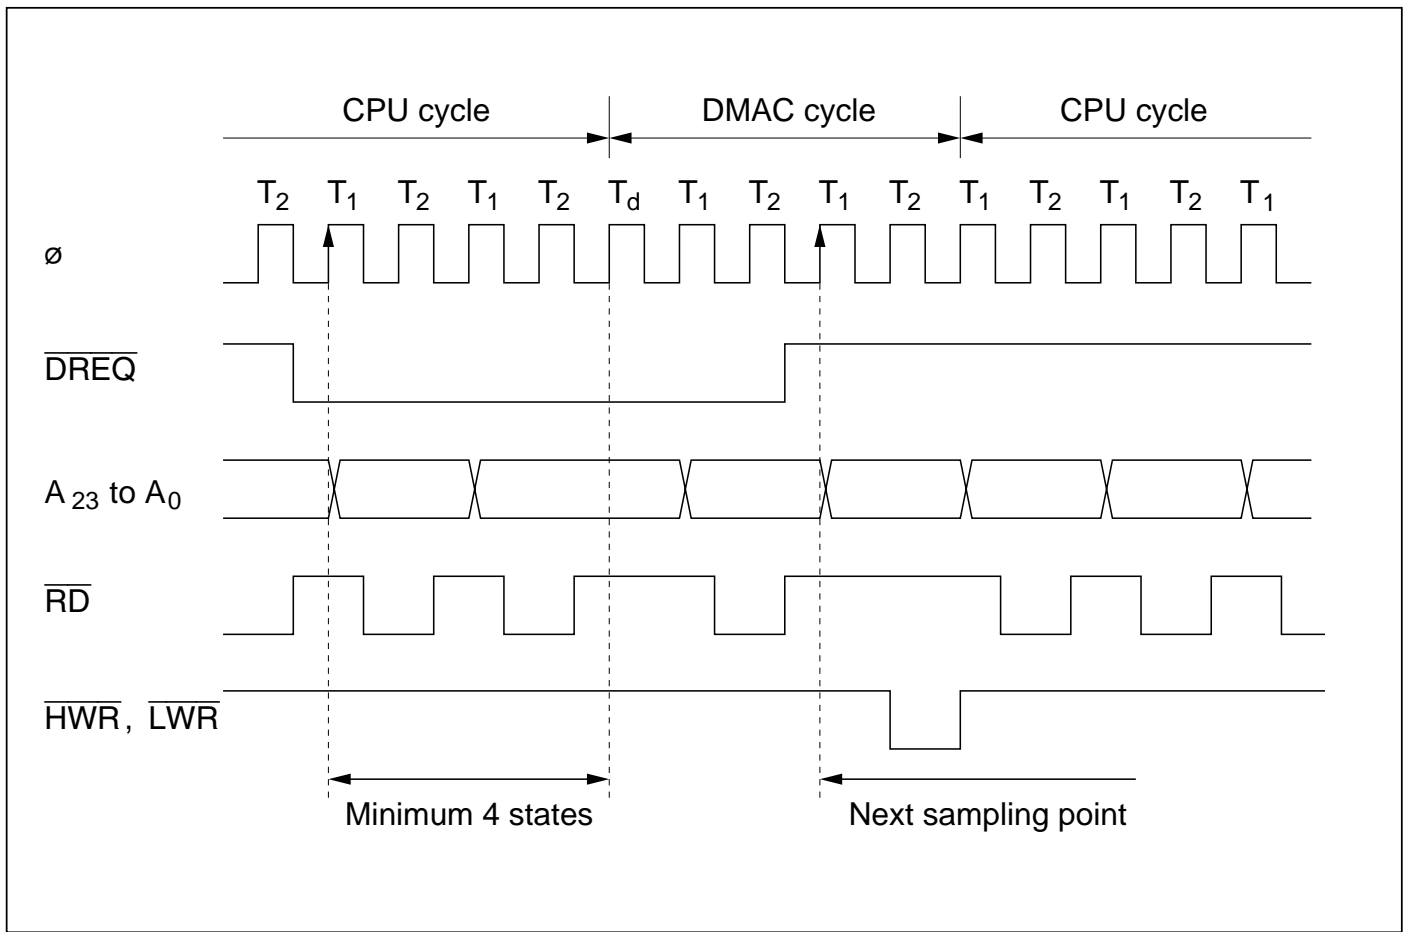 CPU cycle DMAC cycle CPU cycle
T2 T1 T2 T1 T2 Td T1 T2 T1 T2 T1 T2 T1 T2 T1
ø
DREQ
A23 to A0
RD
HWR, LWR
Minimum 4 states Next sampling point